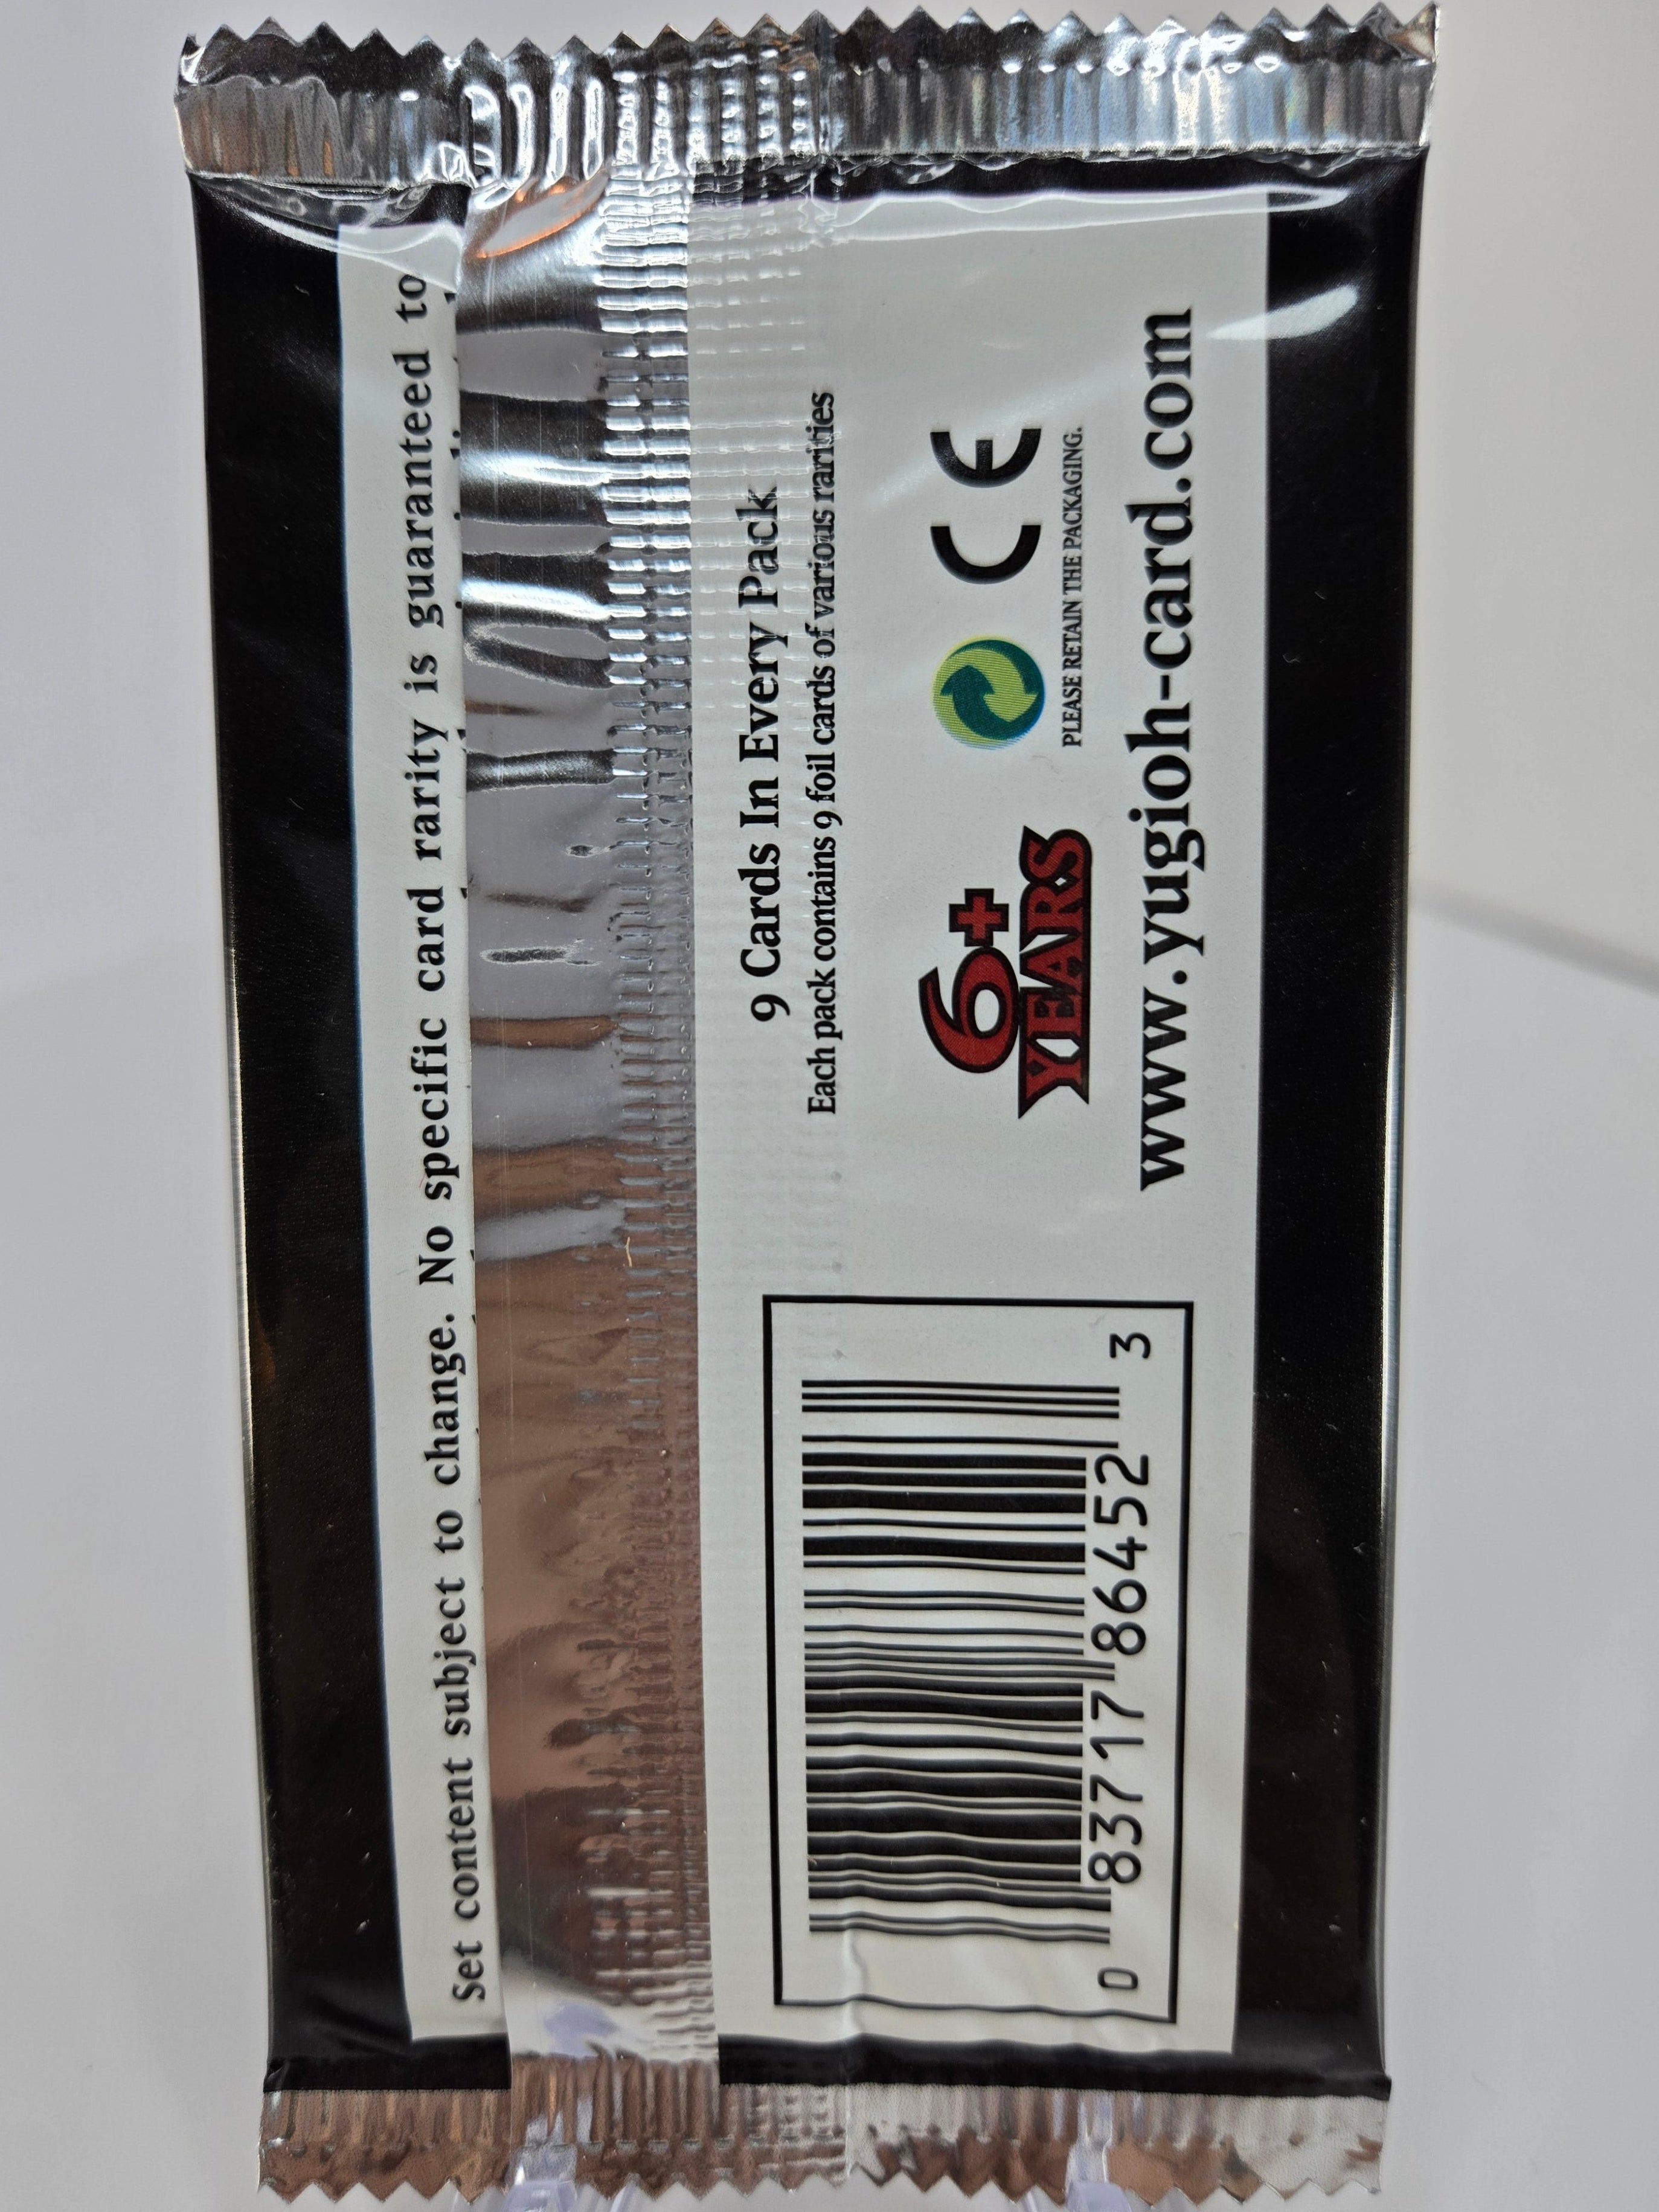 Set content subject to change. No specific card rarity is guaranteed to
9 Cards In Every Pack
Each pack contains 9 foil cards of various rarities
6+
YEARS
CE
PLEASE RETAIN THE PACKAGING.
www.yugioh-card.com
0 83717 86452 3